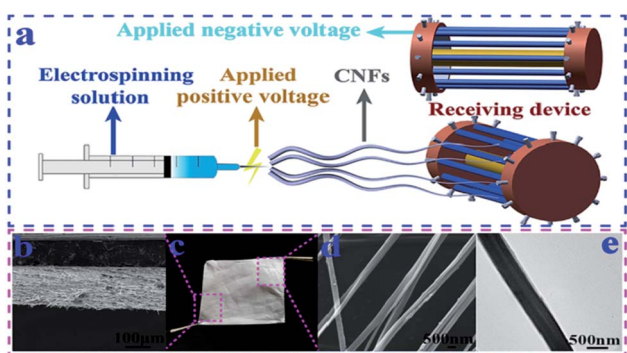 a
Applied negative voltage
Electrospinning
solution
Applied
positive voltage
CNFs
Receiving device
b
c
d
e
100μm
500nm
500nm